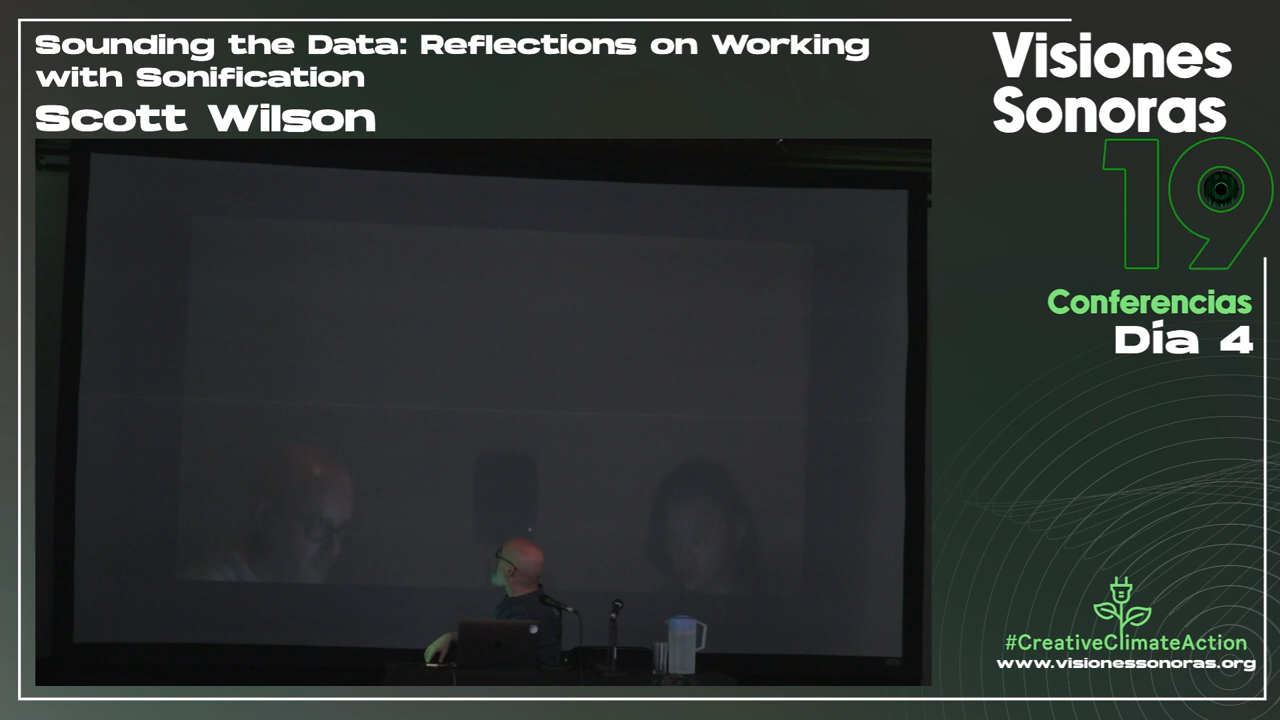 Sounding the Data: Reflections on Working
with Sonification
Scott Wilson
Visiones
Sonoras
19
Conferencias
Día 4
#CreativeClimateAction
www.visionessonoras.org